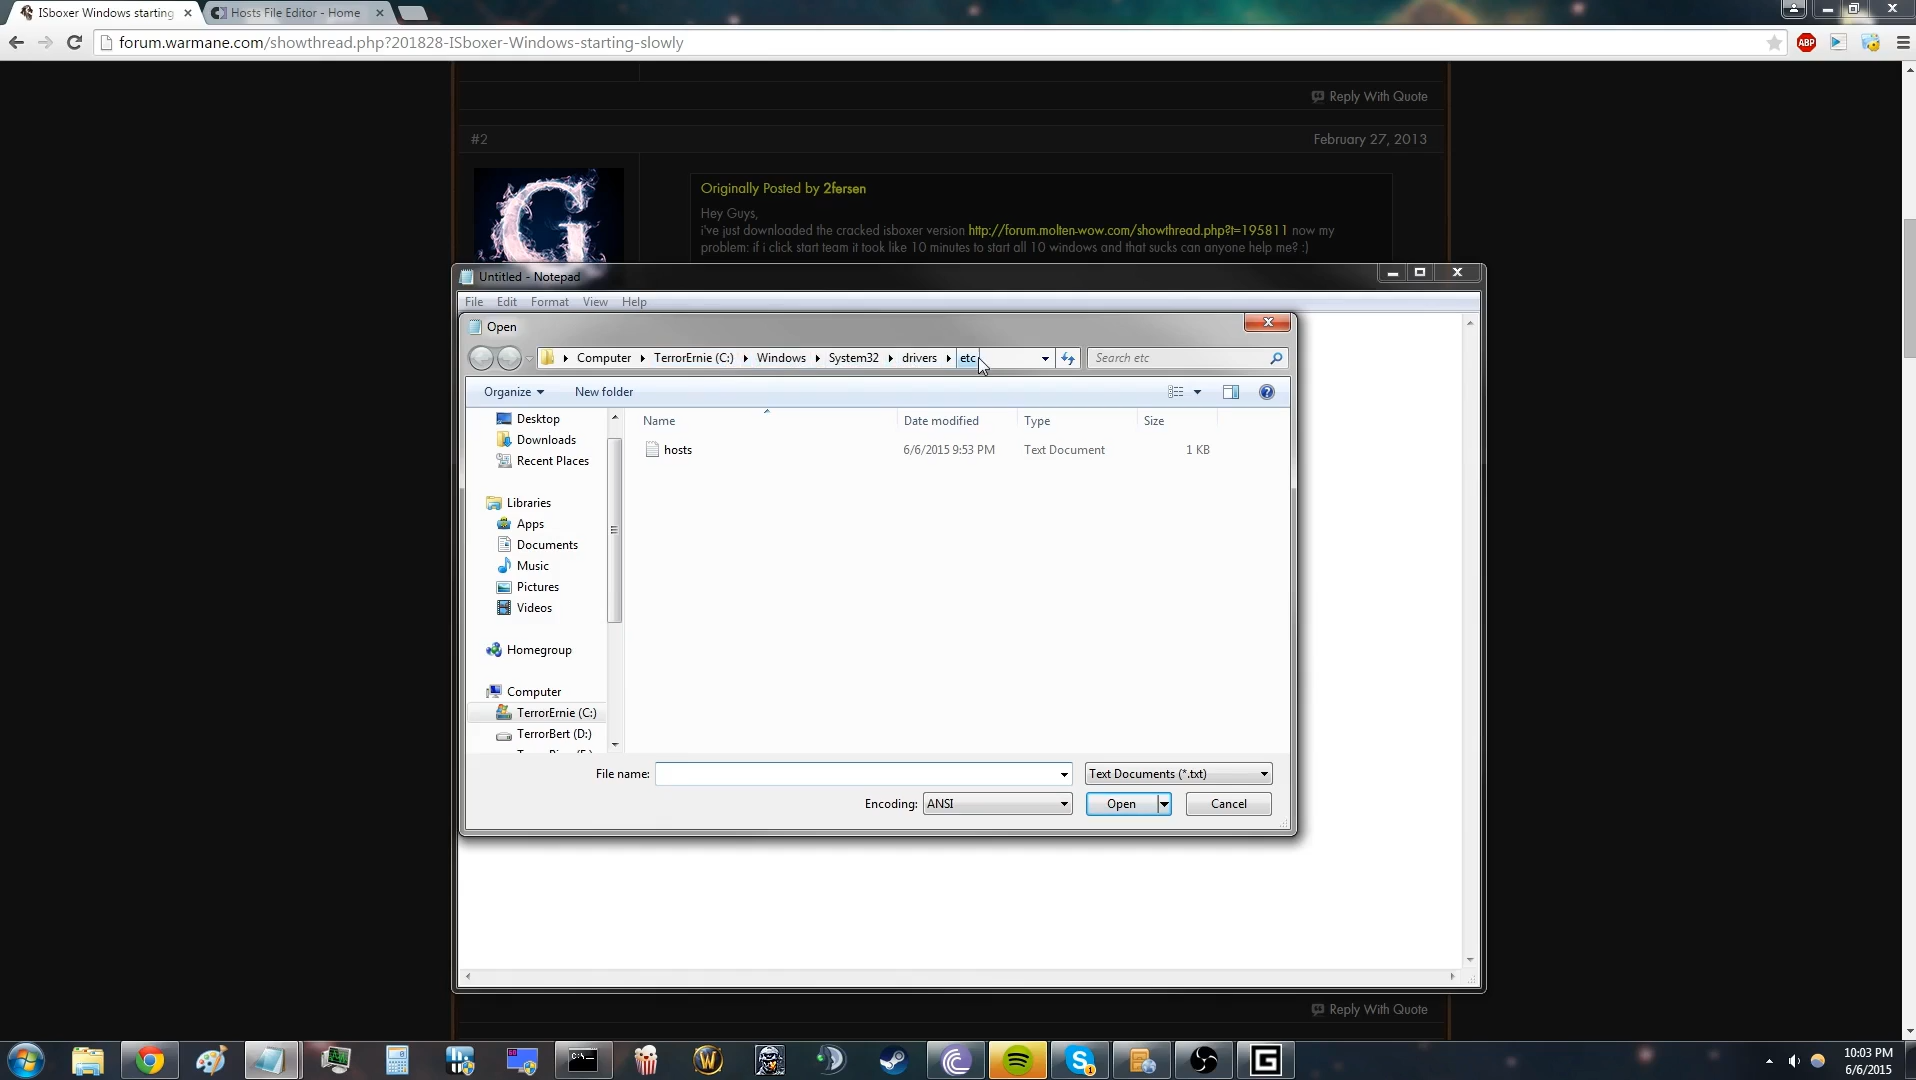 ISboxer Windows starting
Hosts File Editor - Home
forum.warmane.com/showthread.php?201828-ISboxer-Windows-starting-slowly
ABP
Reply With Quote
#2
February 27, 2013
G
Originally Posted by 2fersen
Hey Guys,
i've just downloaded the cracked isboxer version http://forum.molten-wow.com/showthread.php?t=195811 now my
problem: if i click start team it took like 10 minutes to start all 10 windows and that sucks can anyone help me? :)
Untitled - Notepad
File Edit Format View Help
Open
Computer TerrorErnie (C:) Windows System32 drivers etc
Search etc
Organize
New folder
Name
Date modified
Type
Size
hosts
6/6/2015 9:53 PM
Text Document
1 KB
Desktop
Downloads
Recent Places
Libraries
Apps
Documents
Music
Pictures
Videos
Homegroup
Computer
TerrorErnie (C:)
TerrorBert (D:)
File name:
Text Documents (*.txt)
Encoding:
ANSI
Open
Cancel
Reply With Quote
10:03 PM
6/6/2015